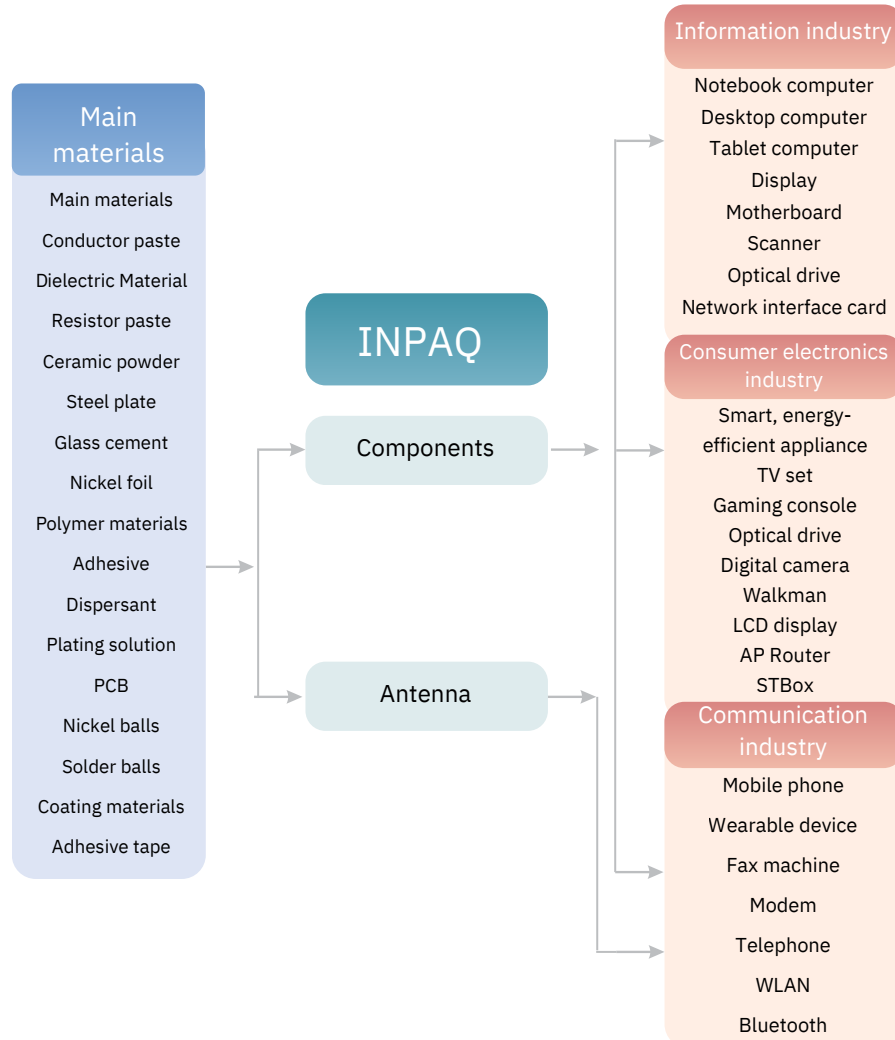 Main
materials
Main materials
Conductor paste
Dielectric Material
Resistor paste
Ceramic powder
Steel plate
Glass cement
Nickel foil
Polymer materials
Adhesive
Dispersant
Plating solution
PCB
Nickel balls
Solder balls
Coating materials
Adhesive tape
INPAQ
Components
Antenna
Information industry
Notebook computer
Desktop computer
Tablet computer
Display
Motherboard
Scanner
Optical drive
Network interface card
Consumer electronics
industry
Smart, energy-
efficient appliance
TV set
Gaming console
Optical drive
Digital camera
Walkman
LCD display
AP Router
STBox
Communication
industry
Mobile phone
Wearable device
Fax machine
Modem
Telephone
WLAN
Bluetooth